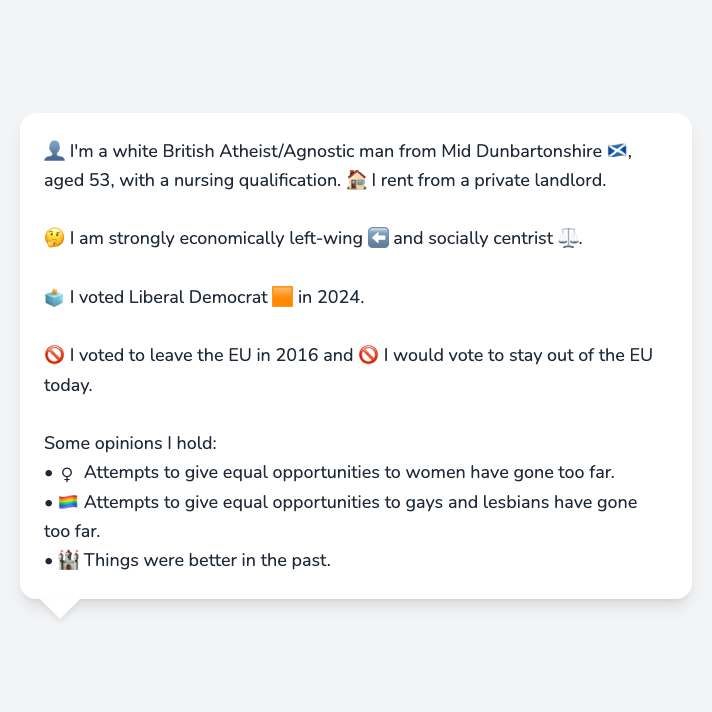 👤 I'm a white British Atheist/Agnostic man from Mid Dunbartonshire 🏴󠁧󠁢󠁳󠁣󠁴󠁿,
aged 53, with a nursing qualification. 🏠 I rent from a private landlord.
🤔 I am strongly economically left-wing ⬅️ and socially centrist ⚖️.
🗳️ I voted Liberal Democrat 🟧 in 2024.
🚫 I voted to leave the EU in 2016 and 🚫 I would vote to stay out of the EU
today.
Some opinions I hold:
• ♀ Attempts to give equal opportunities to women have gone too far.
• 🏳️‍🌈 Attempts to give equal opportunities to gays and lesbians have gone
too far.
• 🏰 Things were better in the past.